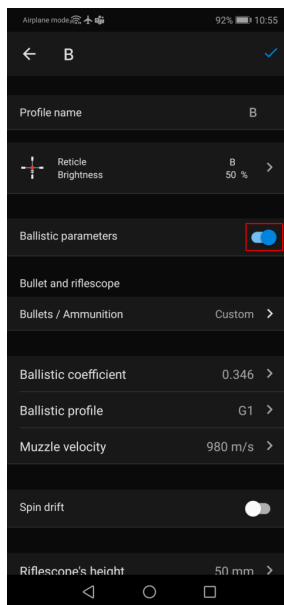 Airplane mode 92% 10:55
B
Profile name B
Reticle B
Brightness 50 %
Ballistic parameters
Bullet and riflescope
Bullets / Ammunition Custom
Ballistic coefficient 0.346
Ballistic profile G1
Muzzle velocity 980 m/s
Spin drift
Riflescope's height 50 mm